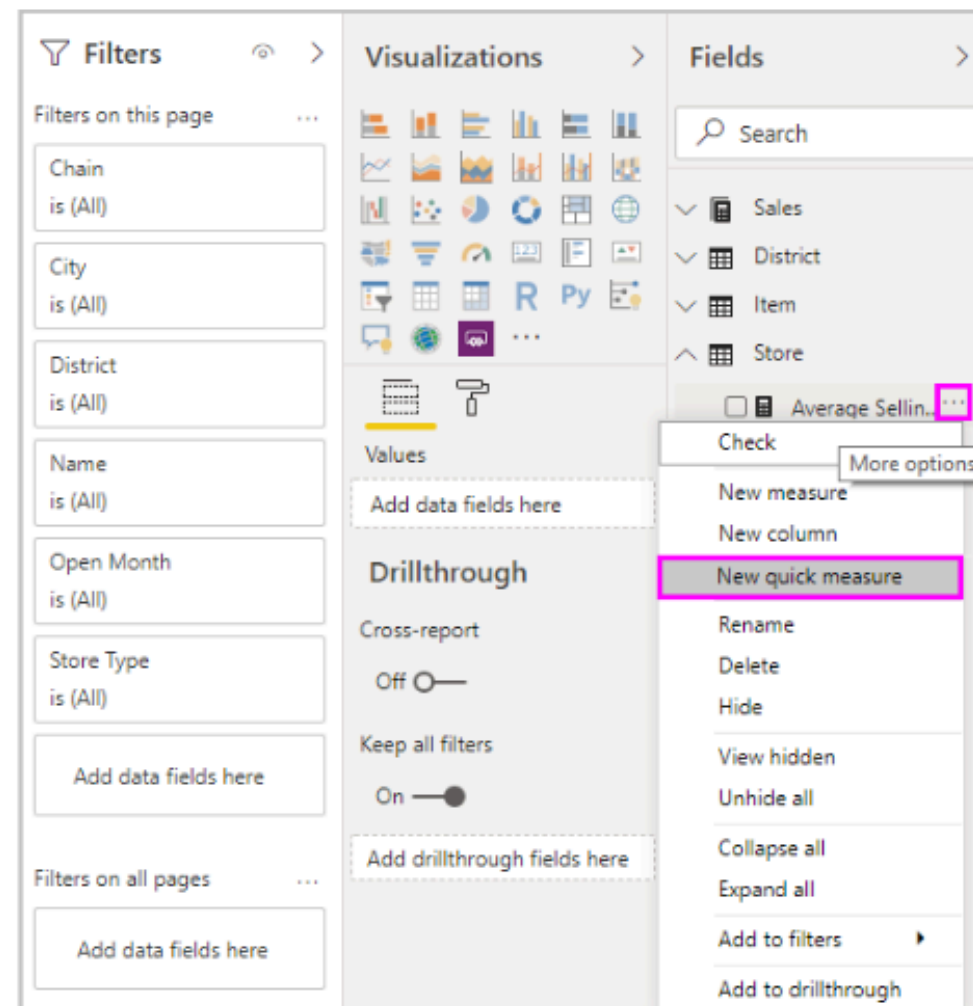 Filters
Filters on this page
Chain
is (All)
City
is (All)
District
is (All)
Name
is (All)
Open Month
is (All)
Store Type
is (All)
Add data fields here
Filters on all pages
Add data fields here
Visualizations
123
R Py
Values
Add data fields here
Drillthrough
Cross-report
Off
Keep all filters
On
Add drillthrough fields here
Fields
Search
Sales
District
Item
Store
Average Sellin...
Check
More options
New measure
New column
New quick measure
Rename
Delete
Hide
View hidden
Unhide all
Collapse all
Expand all
Add to filters
Add to drillthrough